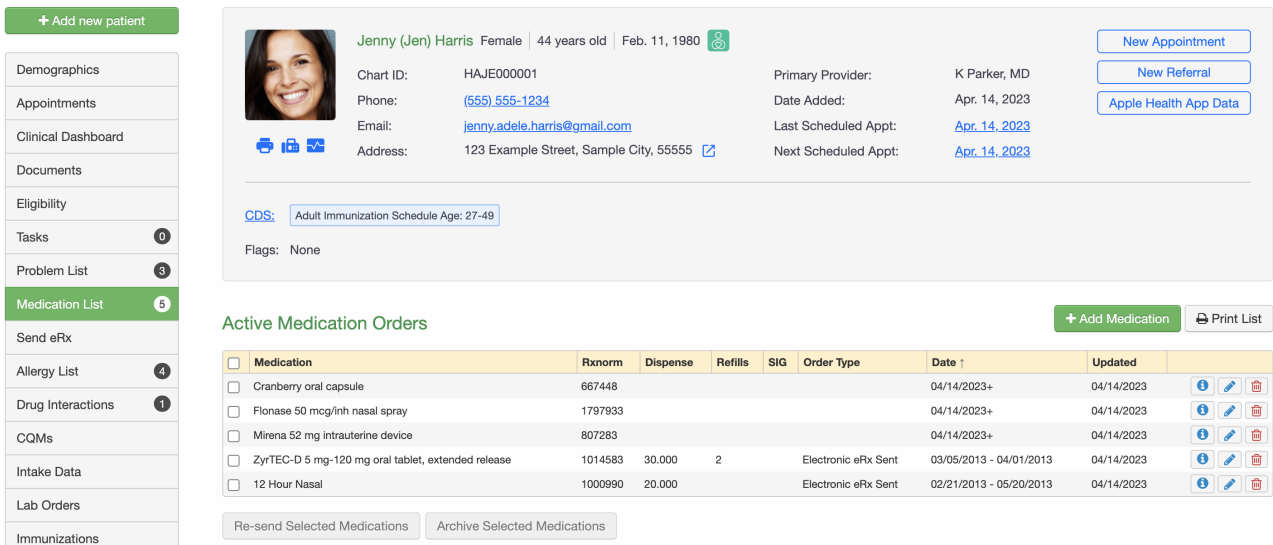 + Add new patient
Demographics
Appointments
Clinical Dashboard
Documents
Eligibility
Tasks 0
Problem List 3
Medication List 5
Send eRx
Allergy List 4
Drug Interactions 1
CQMs
Intake Data
Lab Orders
Immunizations
Jenny (Jen) Harris Female 44 years old Feb. 11, 1980
Chart ID: HAJE000001
Phone: (555) 555-1234
Email: jenny.adele.harris@gmail.com
Address: 123 Example Street, Sample City, 55555
Primary Provider: K Parker, MD
Date Added: Apr. 14, 2023
Last Scheduled Appt: Apr. 14, 2023
Next Scheduled Appt: Apr. 14, 2023
New Appointment
New Referral
Apple Health App Data
CDS: Adult Immunization Schedule Age: 27-49
Flags: None
Active Medication Orders
+ Add Medication
Print List
Medication Rxnorm Dispense Refills SIG Order Type Date ↑ Updated
Cranberry oral capsule 667448 04/14/2023+ 04/14/2023
Flonase 50 mcg/inh nasal spray 1797933 04/14/2023+ 04/14/2023
Mirena 52 mg intrauterine device 807283 04/14/2023+ 04/14/2023
ZyrTEC-D 5 mg-120 mg oral tablet, extended release 1014583 30.000 2 Electronic eRx Sent 03/05/2013 - 04/01/2013 04/14/2023
12 Hour Nasal 1000990 20.000 Electronic eRx Sent 02/21/2013 - 05/20/2013 04/14/2023
Re-send Selected Medications
Archive Selected Medications